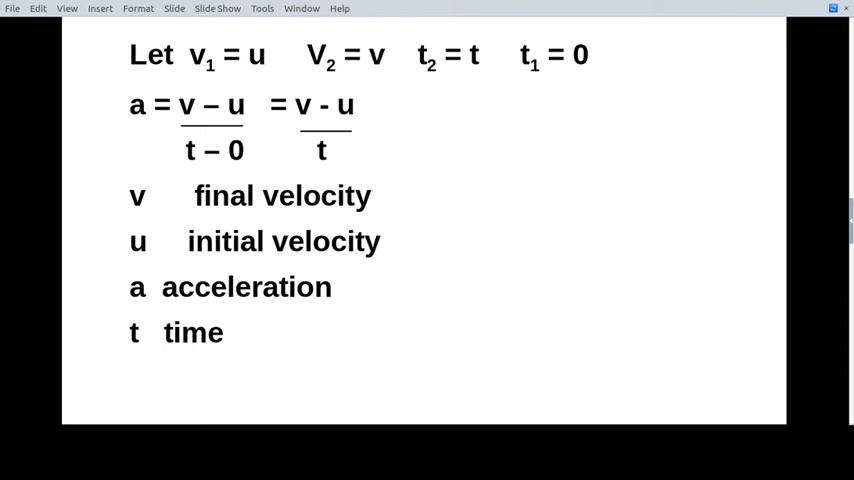 File Edit View Insert Format Slide Slide Show Tools Window Help
Let v₁ = u V₂ = v t₂ = t t₁ = 0
a = v – u = v - u
t – 0 t
v final velocity
u initial velocity
a acceleration
t time